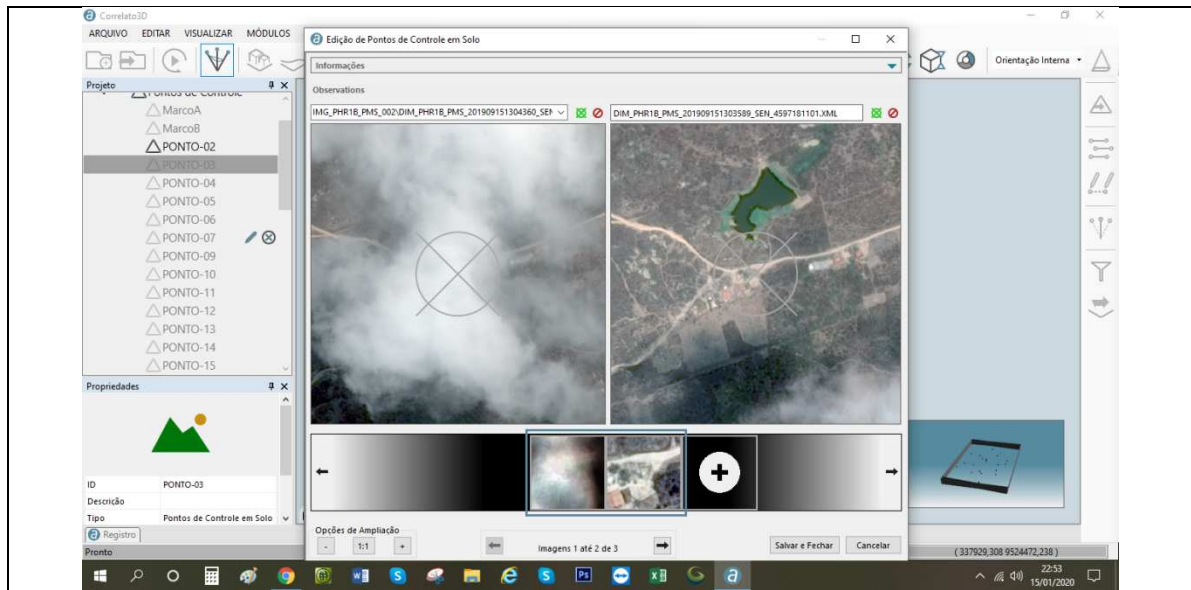 Correlato3D
ARQUIVO EDITAR VISUALIZAR MÓDULOS
Edição de Pontos de Controle em Solo
Informações
Orientação Interna
Projeto
Pontos de Controle
Observations
MarcoA
MarcoB
PONTO-02
PONTO-03
PONTO-04
PONTO-05
PONTO-06
PONTO-07
PONTO-09
PONTO-10
PONTO-11
PONTO-12
PONTO-13
PONTO-14
PONTO-15
IMG_PHR1B_PMS_002\DIM_PHR1B_PMS_201909151304360_SEN
DIM_PHR1B_PMS_201909151303589_SEN_4597181101.XML
Propriedades
ID PONTO-03
Descrição
Tipo Pontos de Controle em Solo
Registro
Pronto
Opções de Ampliação
- 1:1 +
Imagens 1 até 2 de 3
Salvar e Fechar Cancelar
( 337929,308 9524472,238 )
22:53
15/01/2020